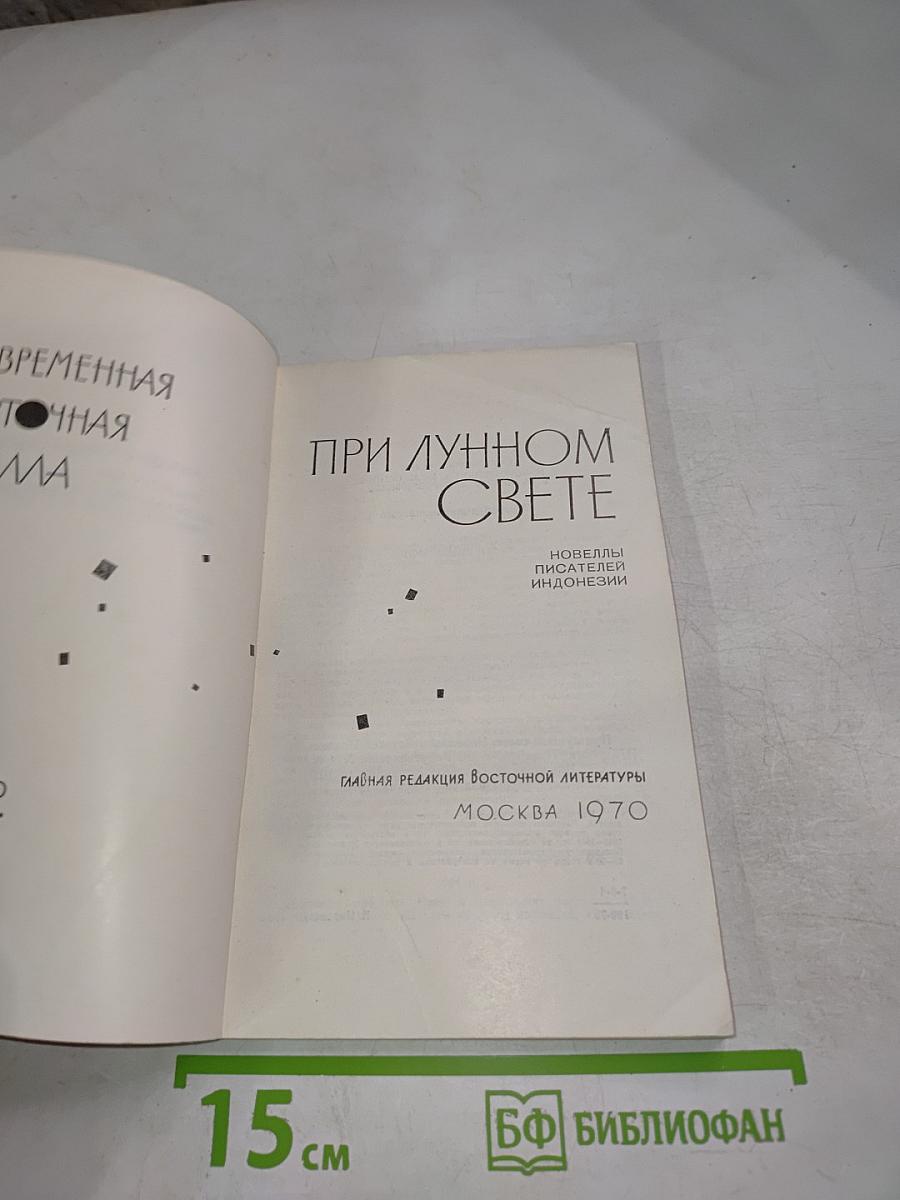 ВРЕМЕННАЯ
ТОЧНАЯ
ЛЛА
ПРИ ЛУННОМ
СВЕТЕ
НОВЕЛЛЫ
ПИСАТЕЛЕЙ
ИНДОНЕЗИИ
ГЛАВНАЯ РЕДАКЦИЯ ВОСТОЧНОЙ ЛИТЕРАТУРЫ
МОСКВА 1970
15 см
БФ БИБЛИОФАН